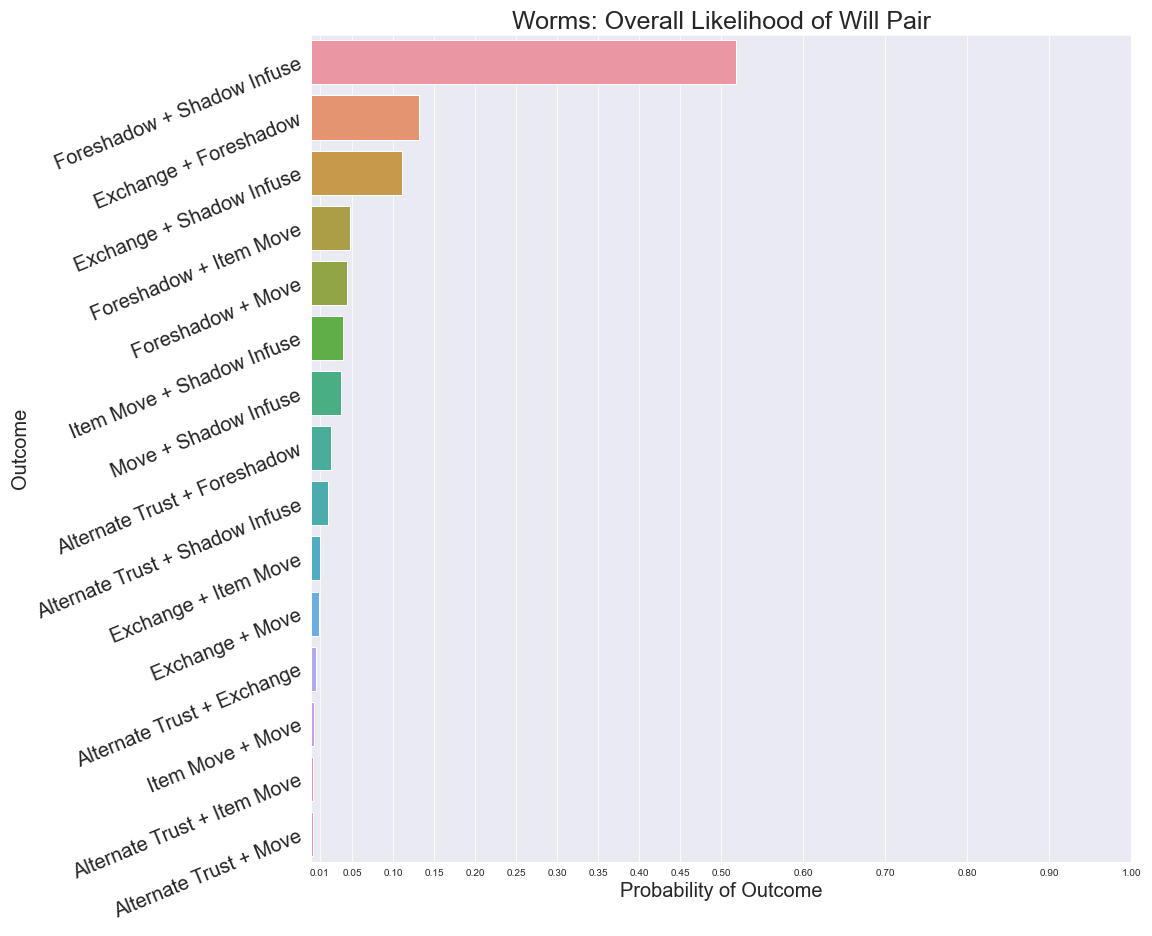 Worms: Overall Likelihood of Will Pair
Outcome
Foreshadow + Shadow Infuse
Exchange + Foreshadow
Exchange + Shadow Infuse
Foreshadow + Item Move
Foreshadow + Move
Item Move + Shadow Infuse
Move + Shadow Infuse
Alternate Trust + Foreshadow
Alternate Trust + Shadow Infuse
Exchange + Item Move
Exchange + Move
Alternate Trust + Exchange
Item Move + Move
Alternate Trust + Item Move
Alternate Trust + Move
0.01 0.05 0.10 0.15 0.20 0.25 0.30 0.35 0.40 0.45 0.50 0.60 0.70 0.80 0.90 1.00
Probability of Outcome